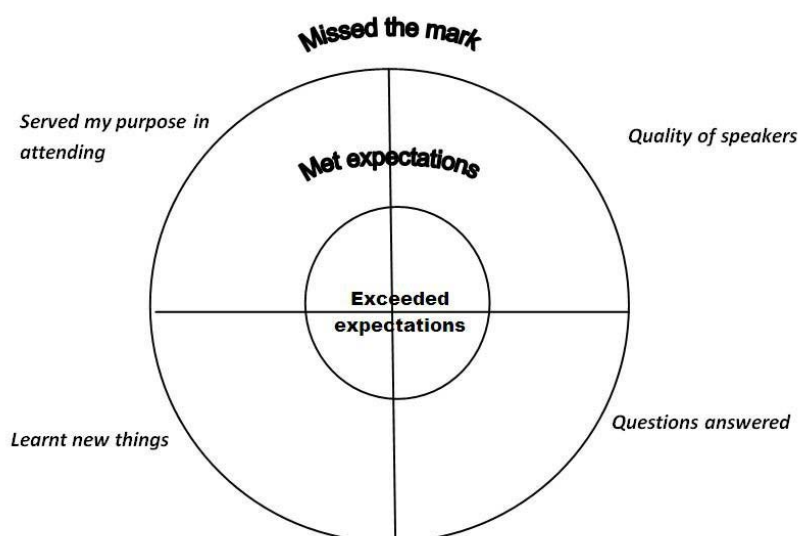 Missed the mark
Served my purpose in
attending
Quality of speakers
Met expectations
Exceeded
expectations
Learnt new things
Questions answered